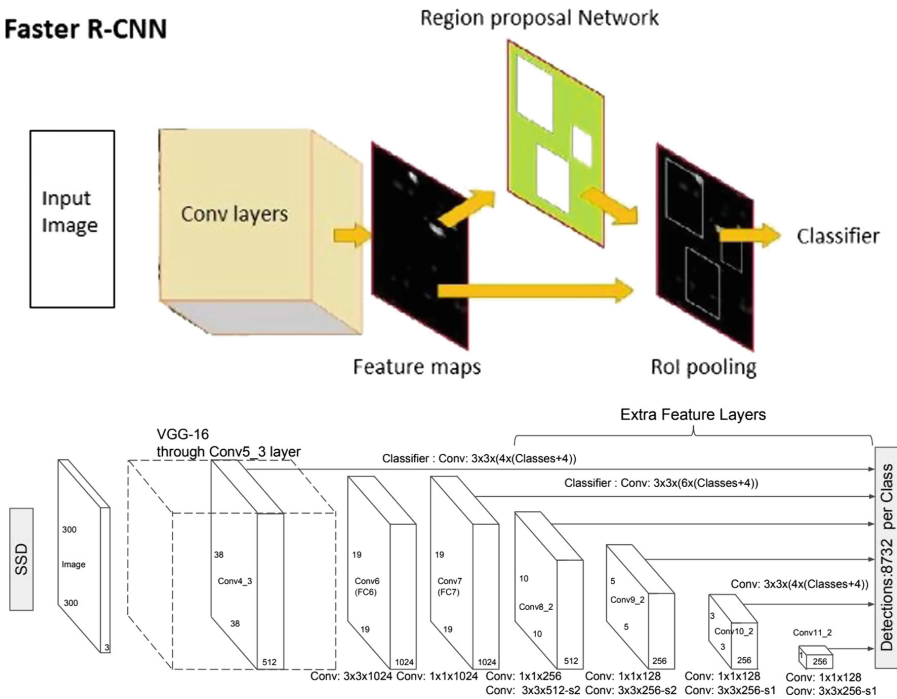 Faster R-CNN
Region proposal Network
Input
Image
Conv layers
Classifier
Feature maps
RoI pooling
Extra Feature Layers
VGG-16
through Conv5_3 layer
Classifier : Conv: 3x3x(4x(Classes+4))
Classifier : Conv: 3x3x(6x(Classes+4))
SSD
300
Image
300
3
38
Conv4_3
38
512
19
Conv6
(FC6)
19
1024
19
Conv7
(FC7)
19
1024
10
Conv8_2
10
512
5
Conv9_2
5
256
Conv: 3x3x(4x(Classes+4))
3
Conv10_2
3
256
Conv11_2
1
256
Detections:8732 per Class
Conv: 3x3x1024
Conv: 1x1x1024
Conv: 1x1x256
Conv: 3x3x512-s2
Conv: 1x1x128
Conv: 3x3x256-s2
Conv: 1x1x128
Conv: 3x3x256-s1
Conv: 1x1x128
Conv: 3x3x256-s1